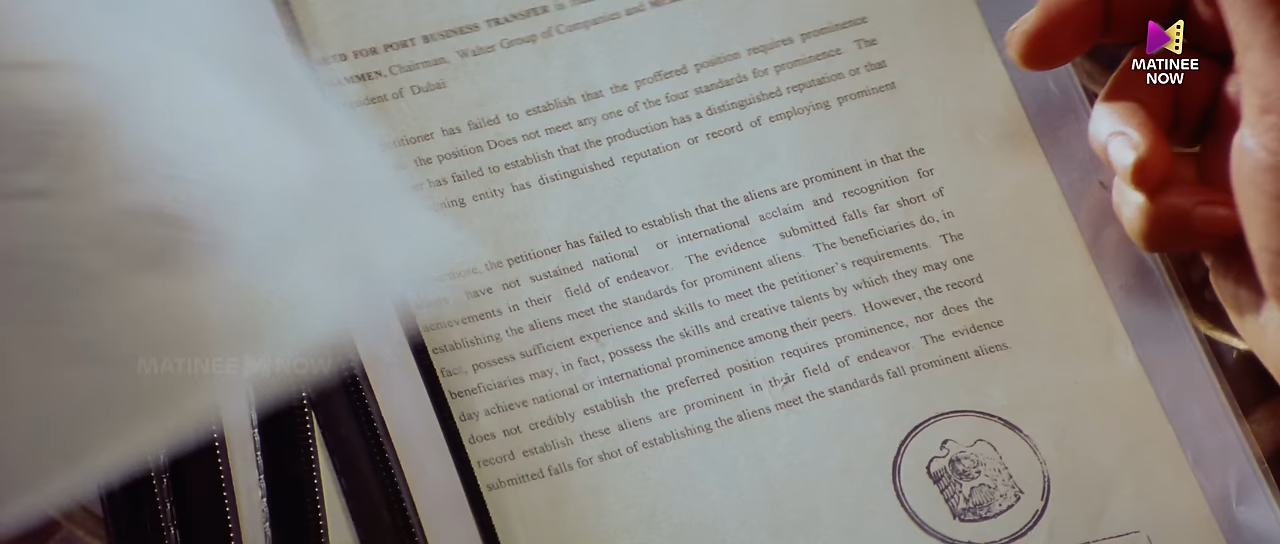 FOR PORT BUSINESS TRANSFER is
Chairman, Walter Group of Companies and
of Dubai
has failed to establish that the proffered position requires prominence
the position Does not meet any one of the four standards for prominence. The
has failed to establish that the production has a distinguished reputation or that
entity has distinguished reputation or record of employing prominent
the petitioner has failed to establish that the aliens are prominent in that the
have not sustained national or international acclaim and recognition for
achievements in their field of endeavor. The evidence submitted falls far short of
establishing the aliens meet the standards for prominent aliens. The beneficiaries do, in
fact, possess sufficient experience and skills to meet the petitioner's requirements. The
beneficiaries may, in fact, possess the skills and creative talents by which they may one
day achieve national or international prominence among their peers. However, the record
does not credibly establish the preferred position requires prominence, nor does the
record establish these aliens are prominent in their field of endeavor. The evidence
submitted falls for shot of establishing the aliens meet the standards fall prominent aliens.
MATINEE
NOW
MATINEE NOW